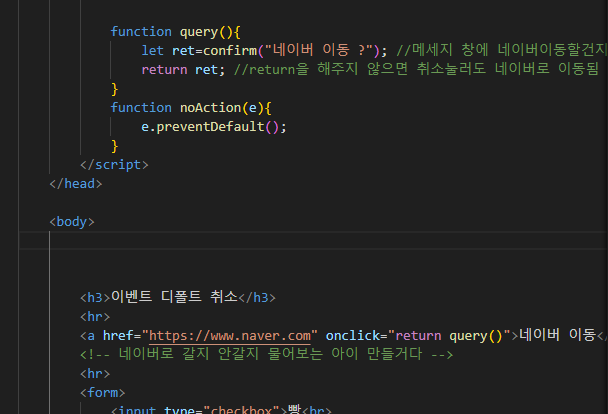 function query(){
let ret=confirm("네이버 이동 ?"); //메세지 창에 네이버이동할건지
return ret; //return을 해주지 않으면 취소눌러도 네이버로 이동됨
}
function noAction(e){
e.preventDefault();
}
</script>
</head>
<body>
<h3>이벤트 디폴트 취소</h3>
<hr>
<a href="https://www.naver.com" onclick="return query()">네이버 이동<
<!-- 네이버로 갈지 안갈지 물어보는 아이 만들거다 -->
<hr>
<form>
<input type="checkbox">빵<br>